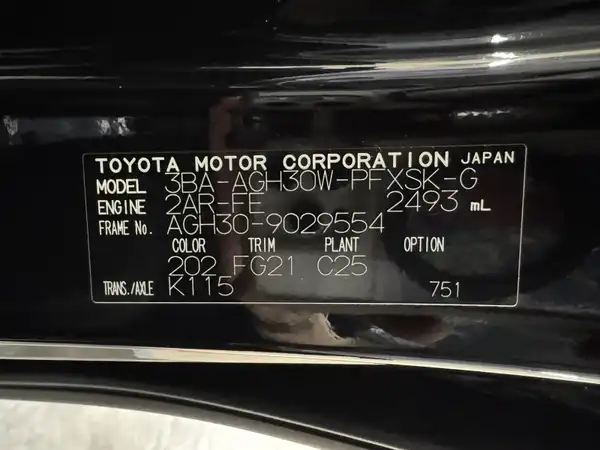 TOYOTA MOTOR CORPORATION JAPAN
MODEL 3BA-AGH30W-PFXSK-G
ENGINE 2AR-FE 2493 mL
FRAME No. AGH30-9029554
COLOR TRIM PLANT OPTION
202 FG21 C25
TRANS./AXLE K115 751